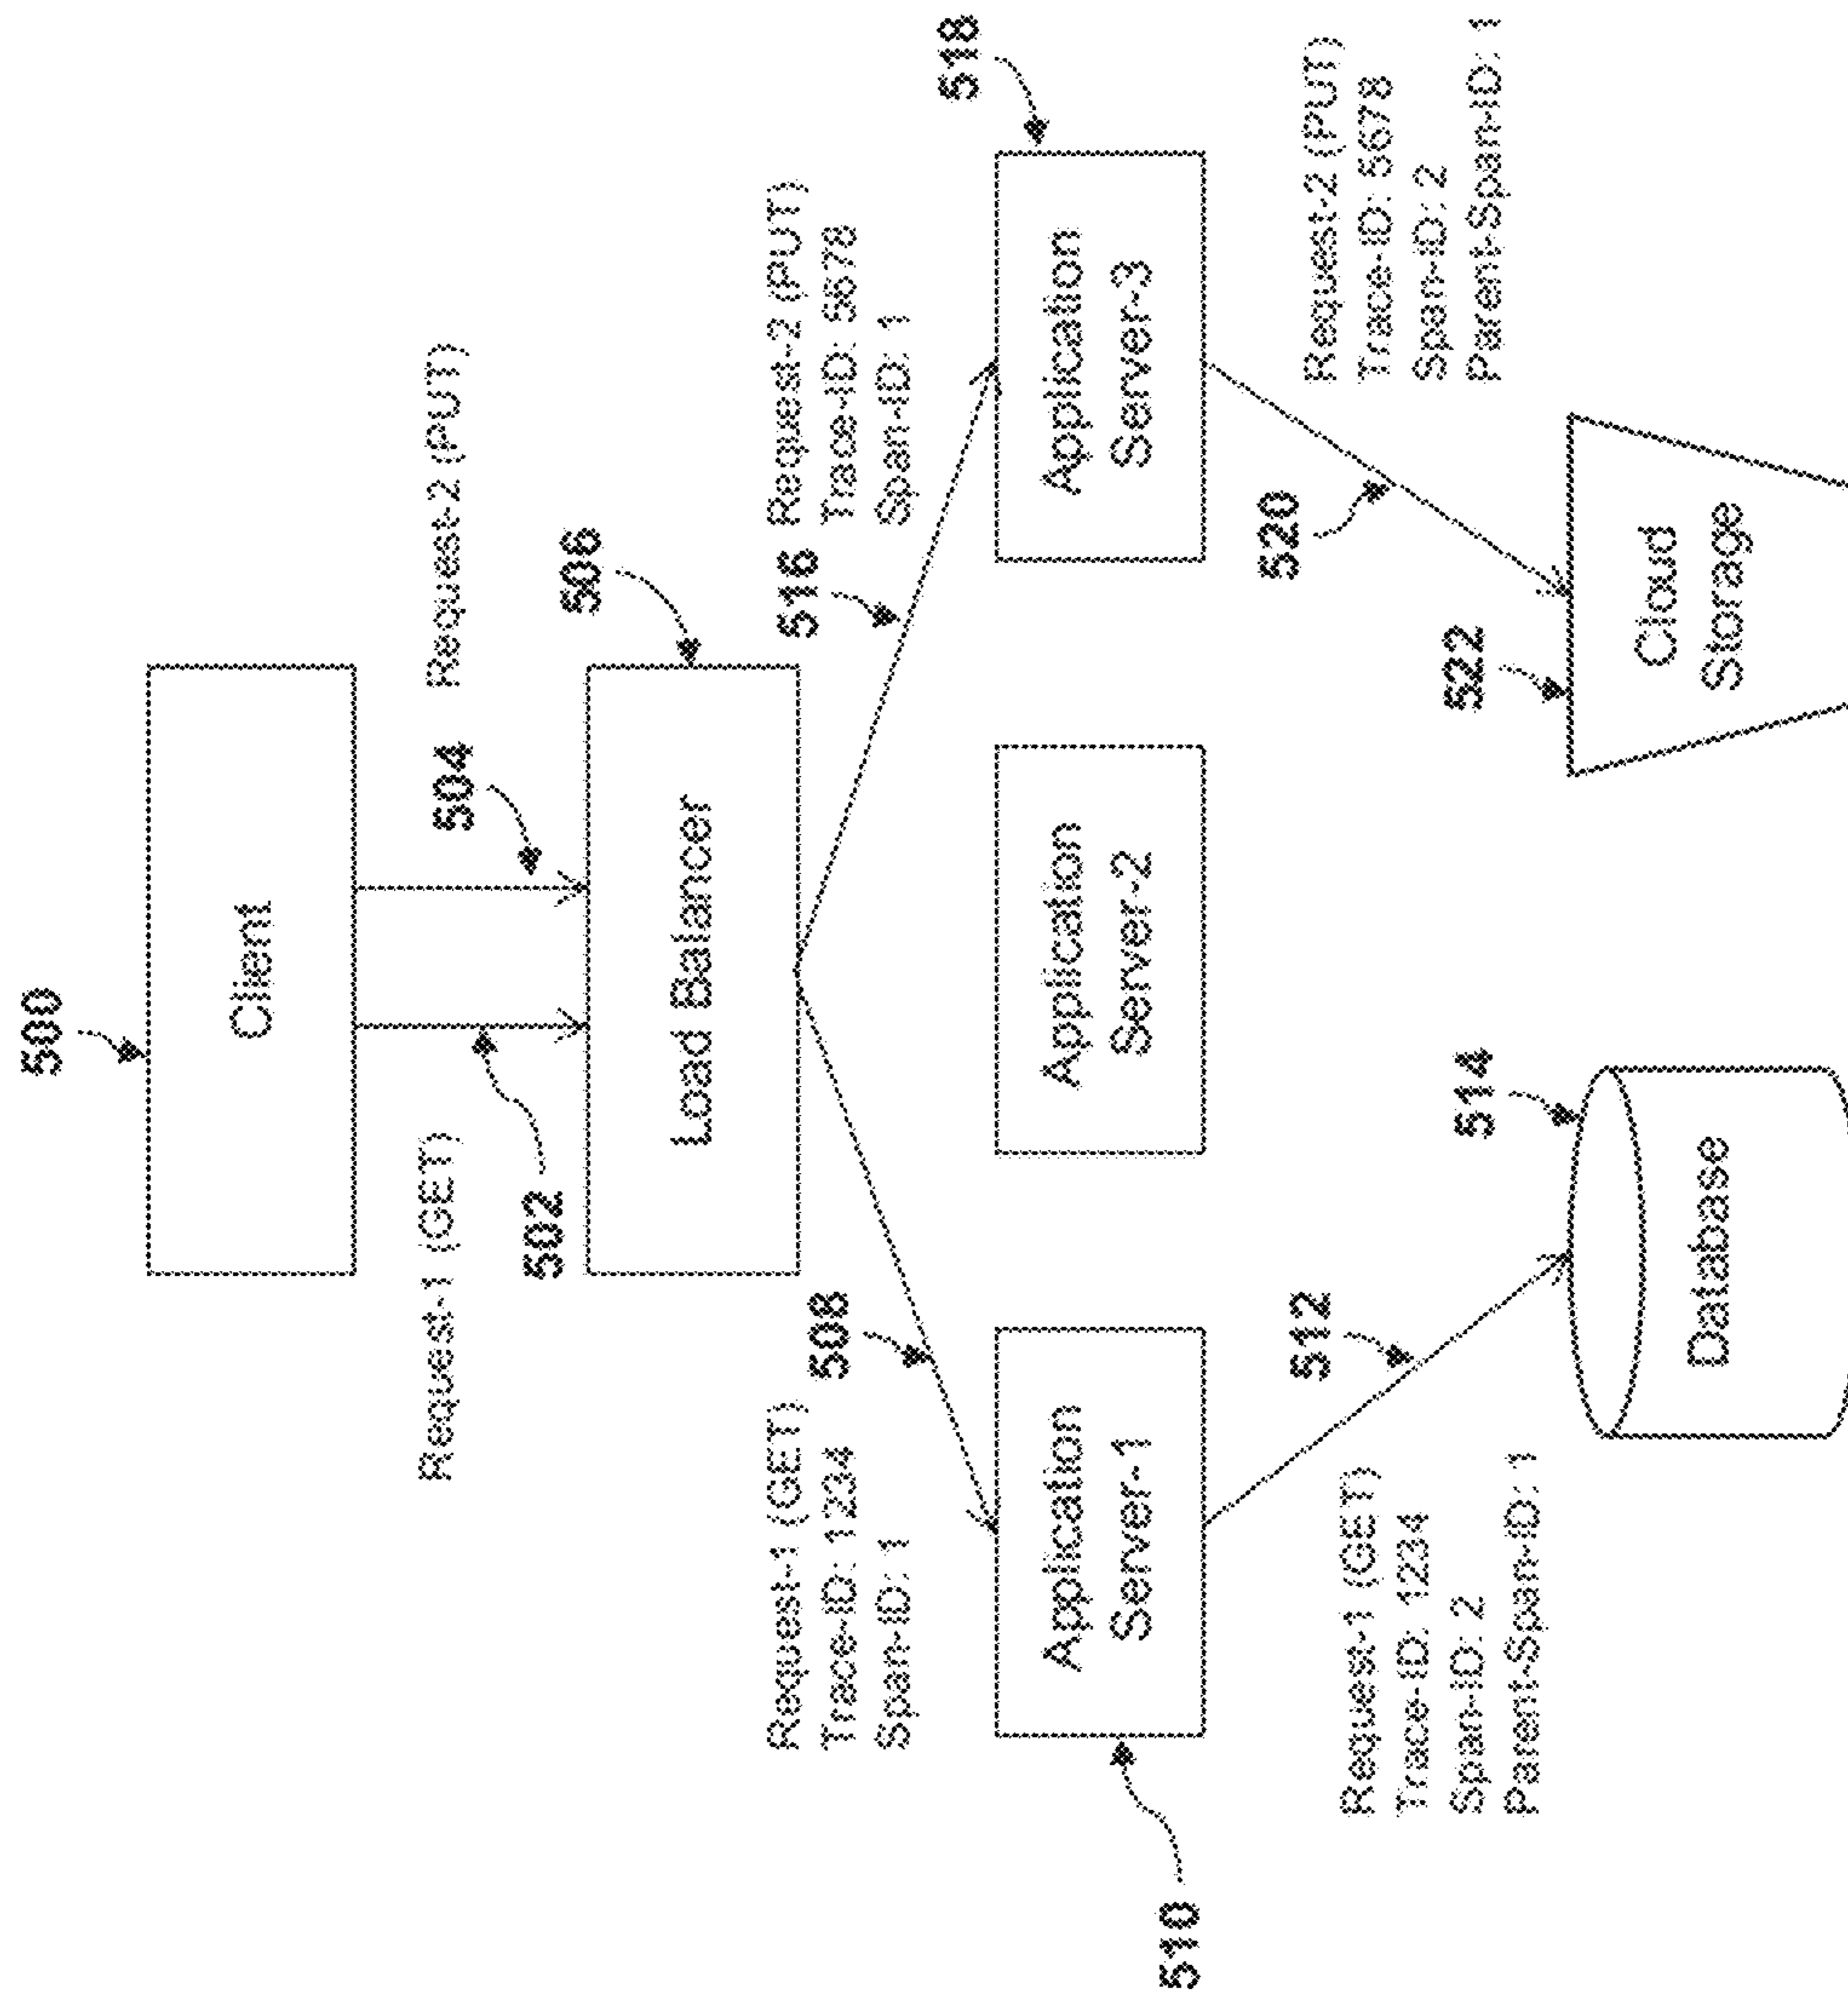 500
Client
Request-1 (GET)
502
504
Request-2 (PUT)
506
Load Balancer
Request-1 (GET)
Trace-ID: 1234
Span-ID: 1
508
516
Request-2 (PUT)
Trace-ID: 5678
Span-ID: 1
518
510
Application
Server-1
Application
Server-2
Application
Server-3
512
Request-1 (GET)
Trace-ID: 1234
Span-ID: 2
Parent-Span-ID: 1
520
Request-2 (PUT)
Trace-ID: 5678
Span-ID: 2
Parent-Span-ID: 1
514
Database
522
Cloud
Storage